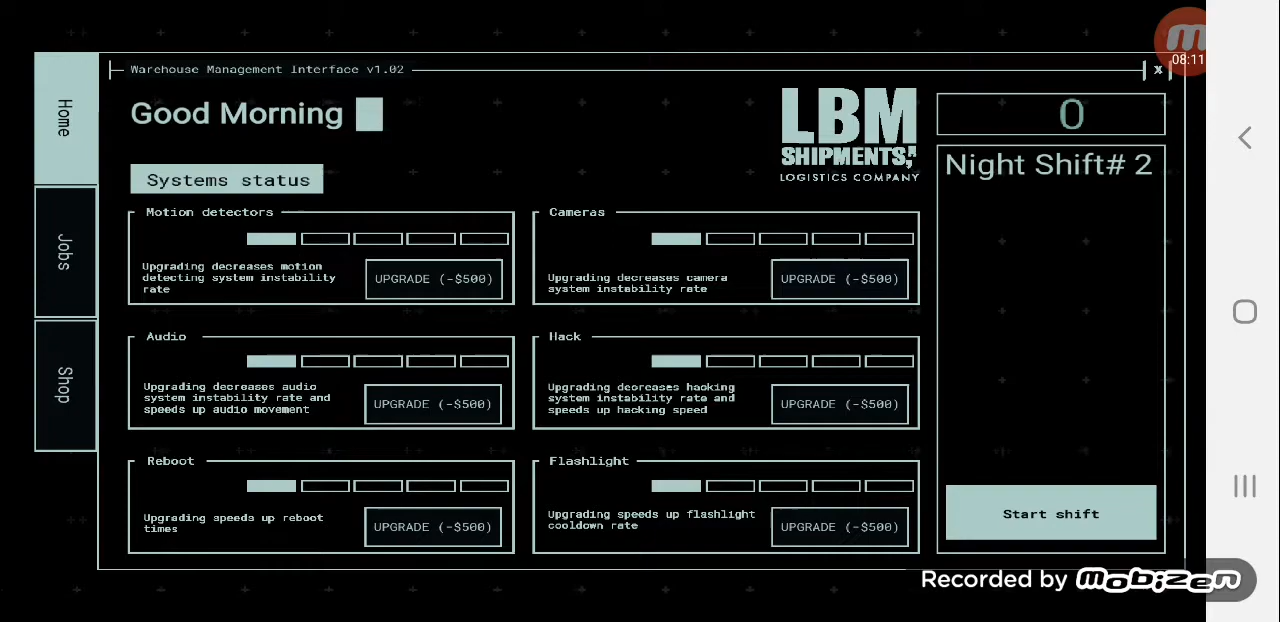 08:11
Warehouse Management Interface v1.02
x
Home
Jobs
Shop
Good Morning
LBM
SHIPMENTS,
LOGISTICS COMPANY
0
Night Shift# 2
Systems status
Motion detectors
Upgrading decreases motion
detecting system instability
rate
UPGRADE (-$500)
Cameras
Upgrading decreases camera
system instability rate
UPGRADE (-$500)
Audio
Upgrading decreases audio
system instability rate and
speeds up audio movement
UPGRADE (-$500)
Hack
Upgrading decreases hacking
system instability rate and
speeds up hacking speed
UPGRADE (-$500)
Reboot
Upgrading speeds up reboot
times
UPGRADE (-$500)
Flashlight
Upgrading speeds up flashlight
cooldown rate
UPGRADE (-$500)
Start shift
Recorded by mobizen